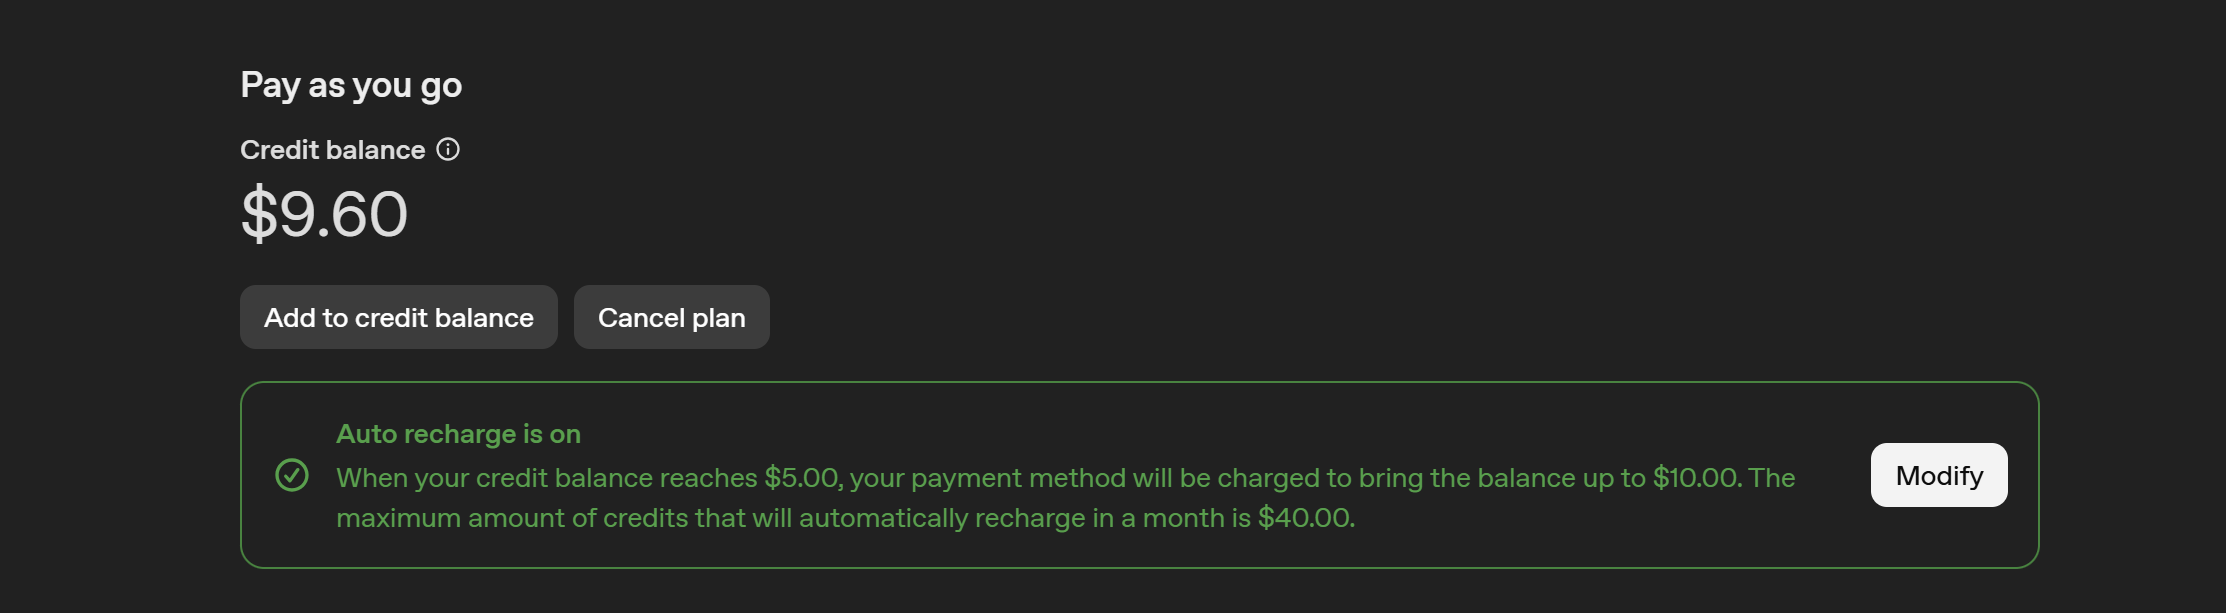 Pay as you go
Credit balance
$9.60
Add to credit balance
Cancel plan
Auto recharge is on
When your credit balance reaches $5.00, your payment method will be charged to bring the balance up to $10.00. The
maximum amount of credits that will automatically recharge in a month is $40.00.
Modify